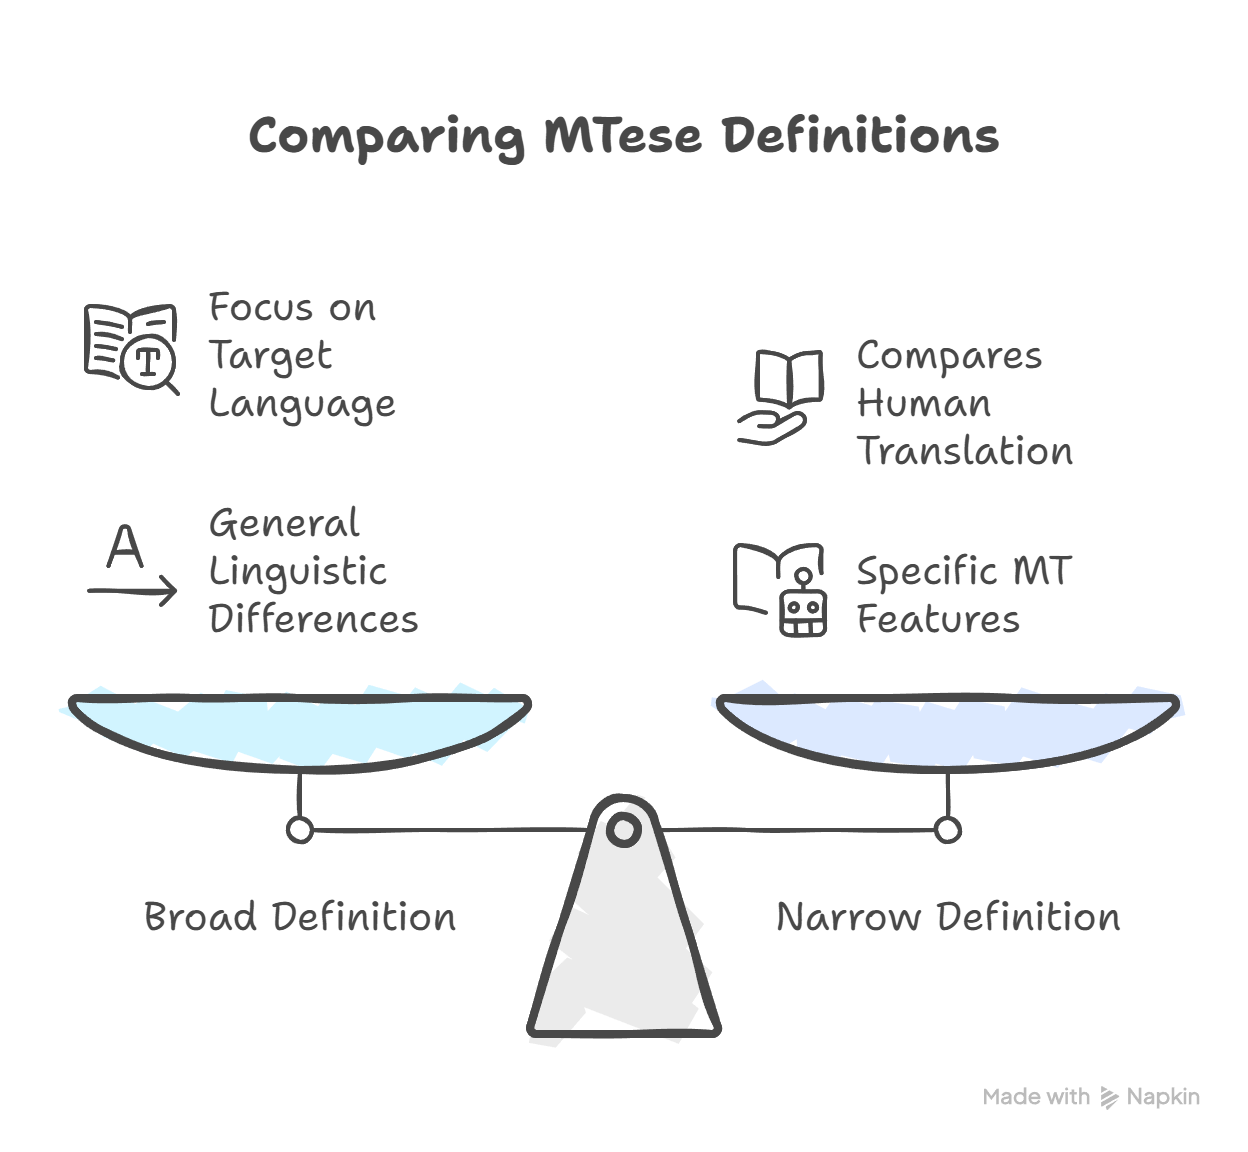 Comparing MTese Definitions
Focus on
Target
Language
General
Linguistic
Differences
Compares
Human
Translation
Specific MT
Features
Broad Definition
Narrow Definition
Made with Napkin